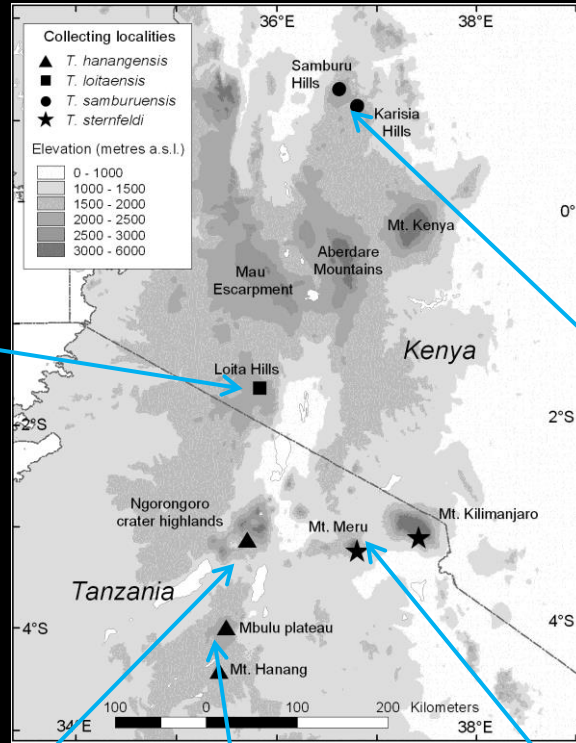 36°E
38°E
Collecting localities
T. hanangensis
T. loitaensis
T. samburuensis
T. sternfeldi
Elevation (metres a.s.l.)
0 - 1000
1000 - 1500
1500 - 2000
2000 - 2500
2500 - 3000
3000 - 6000
Samburu
Hills
Karisia
Hills
0°
Mt. Kenya
Aberdare
Mountains
Mau
Escarpment
Kenya
Loita Hills
2°S
2°S
Ngorongoro
crater highlands
Mt. Meru
Mt. Kilimanjaro
Tanzania
4°S
Mbulu plateau
4°S
Mt. Hanang
100 0 100 200 Kilometers
34°E
38°E